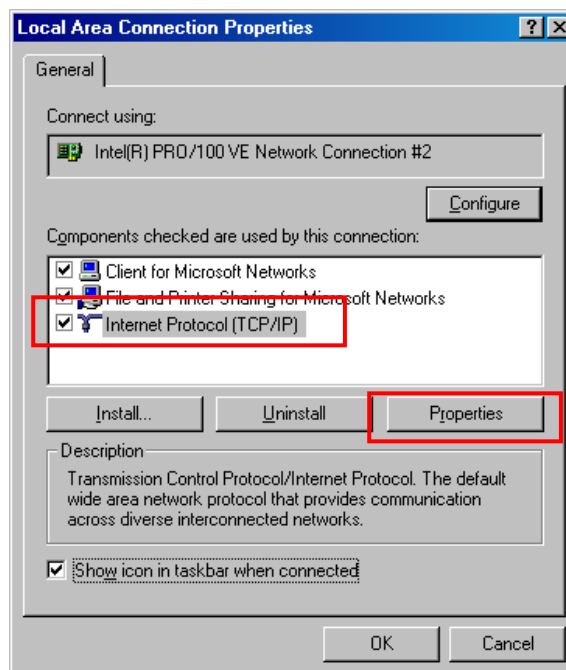 Local Area Connection Properties
General
Connect using:
Intel(R) PRO/100 VE Network Connection #2
Configure
Components checked are used by this connection:
Client for Microsoft Networks
File and Printer Sharing for Microsoft Networks
Internet Protocol (TCP/IP)
Install...
Uninstall
Properties
Description
Transmission Control Protocol/Internet Protocol. The default
wide area network protocol that provides communication
across diverse interconnected networks.
Show icon in taskbar when connected
OK
Cancel